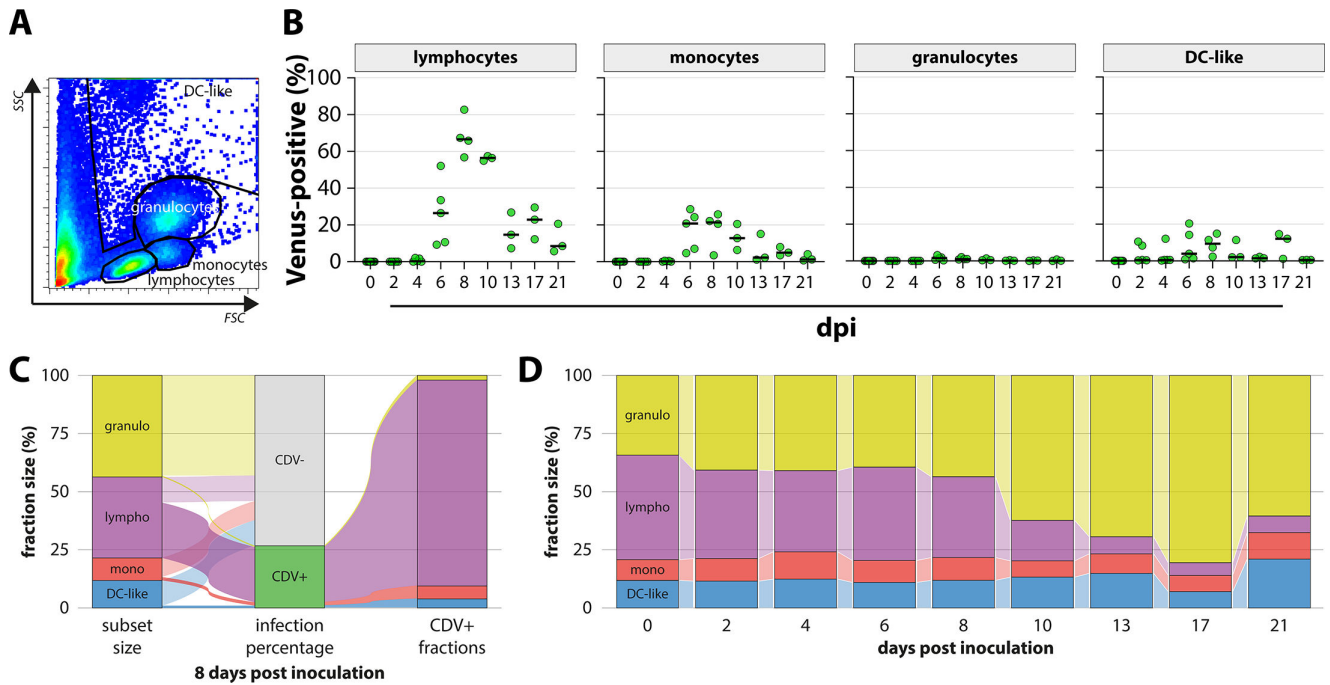 A
SSC
DC-like
granulocytes
monocytes
lymphocytes
FSC
B
lymphocytes monocytes granulocytes DC-like
Venus-positive (%)
100
80
60
40
20
0
0 2 4 6 8 10 13 17 21 0 2 4 6 8 10 13 17 21 0 2 4 6 8 10 13 17 21 0 2 4 6 8 10 13 17 21
dpi
C
fraction size (%)
100
75
50
25
0
granulo
lympho
mono
DC-like
CDV-
CDV+
subset size
infection percentage
CDV+ fractions
8 days post inoculation
D
fraction size (%)
100
75
50
25
0
granulo
lympho
mono
DC-like
0 2 4 6 8 10 13 17 21
days post inoculation